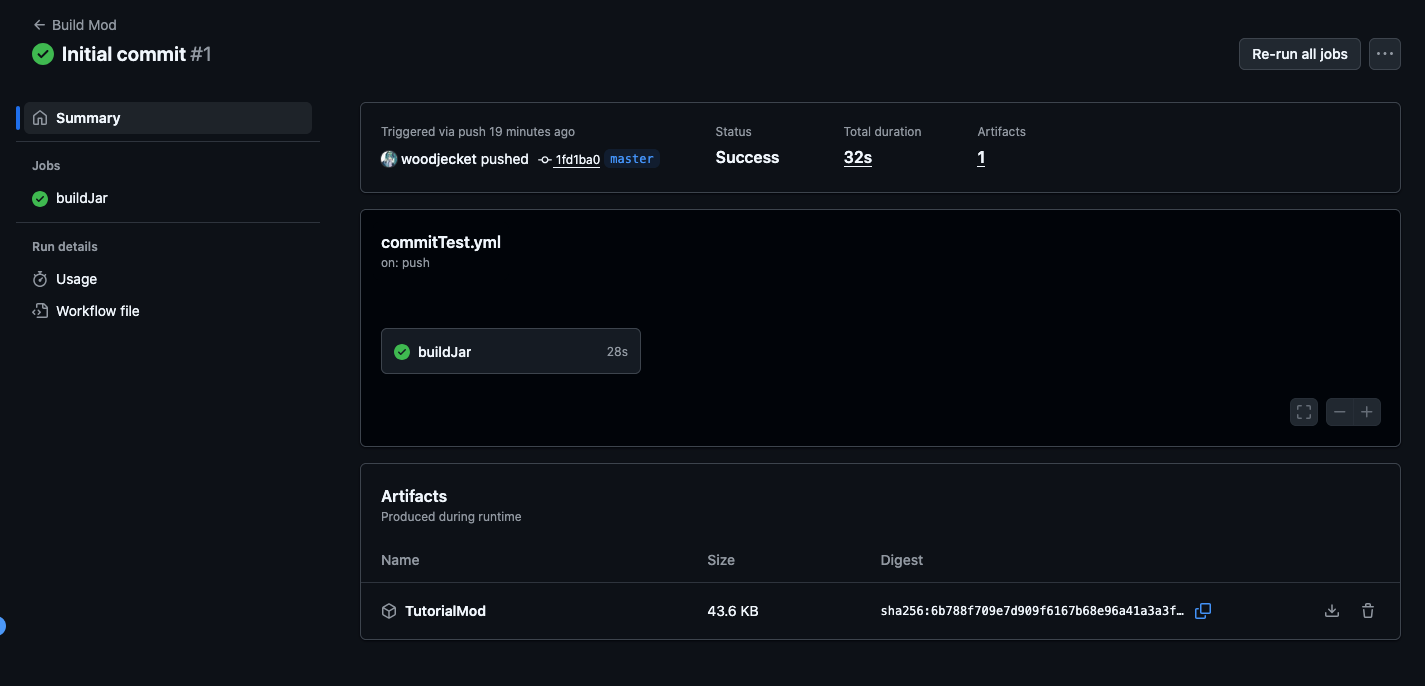 Build Mod
Initial commit #1
Re-run all jobs
Summary
Jobs
buildJar
Run details
Usage
Workflow file
Triggered via push 19 minutes ago
woodjecket pushed 1fd1ba0 master
Status
Success
Total duration
32s
Artifacts
1
commitTest.yml
on: push
buildJar 28s
Artifacts
Produced during runtime
Name Size Digest
TutorialMod 43.6 KB sha256:6b788f709e7d909f6167b68e96a41a3a3f…